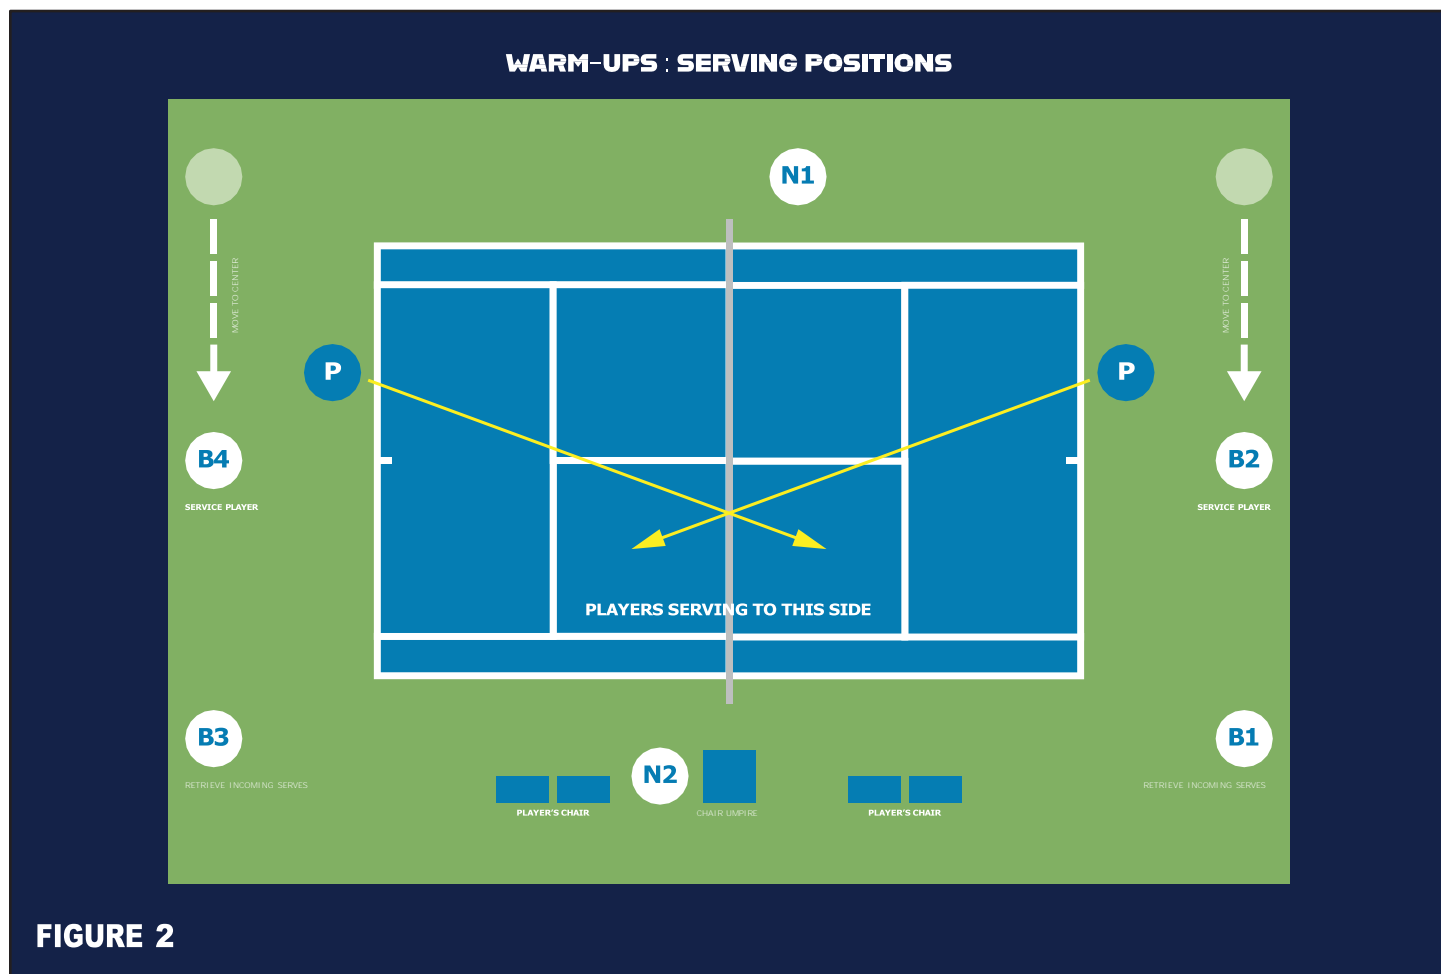 WARM-UPS : SERVING POSITIONS
N1
MOVE TO CENTER
MOVE TO CENTER
P
P
B4
B2
SERVICE PLAYER
SERVICE PLAYER
PLAYERS SERVING TO THIS SIDE
B3
B1
N2
RETRIEVE INCOMING SERVES
RETRIEVE INCOMING SERVES
PLAYER'S CHAIR
CHAIR UMPIRE
PLAYER'S CHAIR
FIGURE 2